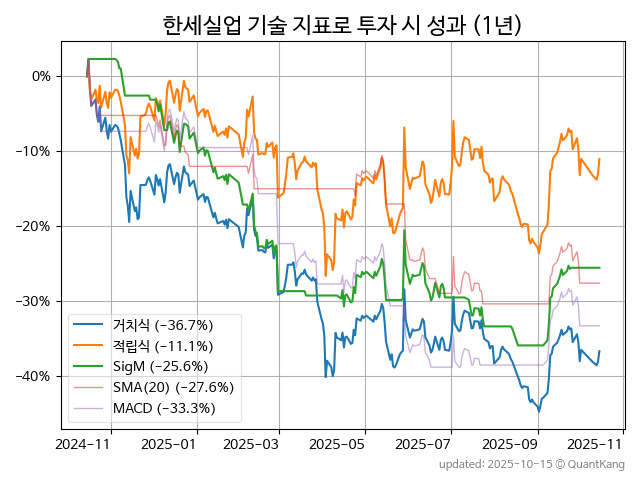 한세실업 기술 지표로 투자 시 성과 (1년)
0%
−10%
−20%
−30%
−40%
거치식 (−36.7%)
적립식 (−11.1%)
SigM (−25.6%)
SMA(20) (−27.6%)
MACD (−33.3%)
2024−11 2025−01 2025−03 2025−05 2025−07 2025−09 2025−11
updated: 2025-10-15 © QuantKang